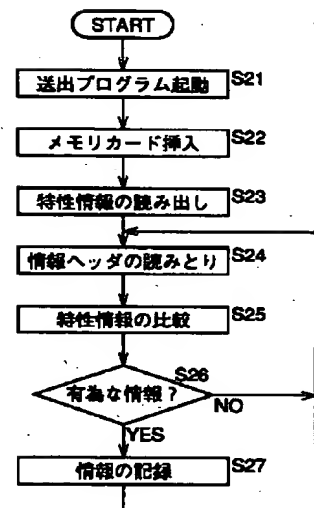 START
送出プログラム起動 S21
メモリカード挿入 S22
特性情報の読み出し S23
情報ヘッダの読みとり S24
特性情報の比較 S25
有為な情報? S26
NO
YES
情報の記録 S27